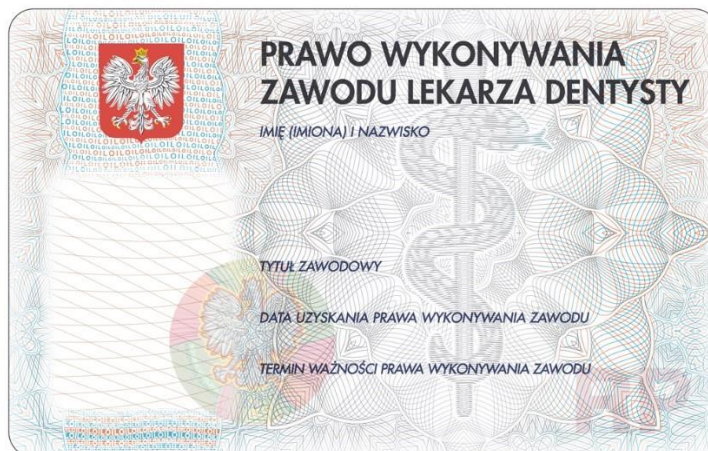 PRAWO WYKONYWANIA
ZAWODU LEKARZA DENTYSTY
IMIĘ (IMIONA) I NAZWISKO
TYTUŁ ZAWODOWY
DATA UZYSKANIA PRAWA WYKONYWANIA ZAWODU
TERMIN WAŻNOŚCI PRAWA WYKONYWANIA ZAWODU